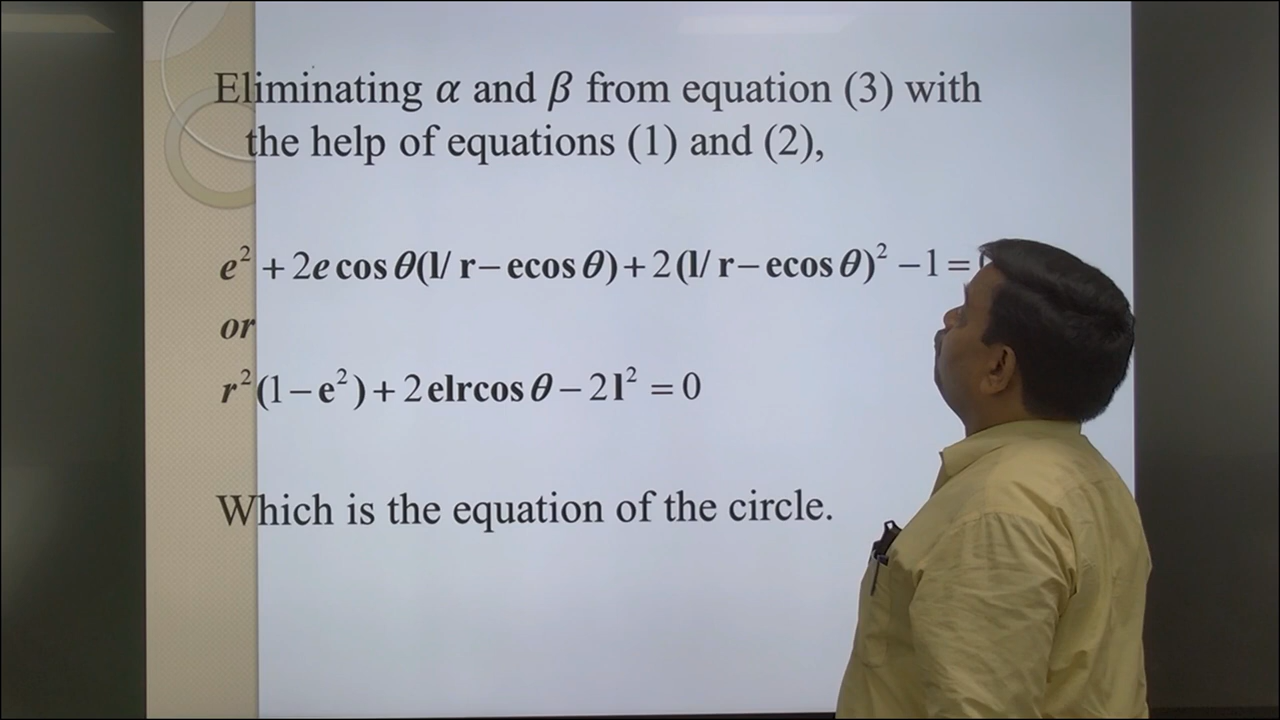 Eliminating α and β from equation (3) with
the help of equations (1) and (2),
e² + 2e cos θ(l/ r− ecos θ) + 2 (l/ r− ecos θ)² −1 =
or
r² (1− e²) + 2 elrcos θ − 2l² = 0
Which is the equation of the circle.